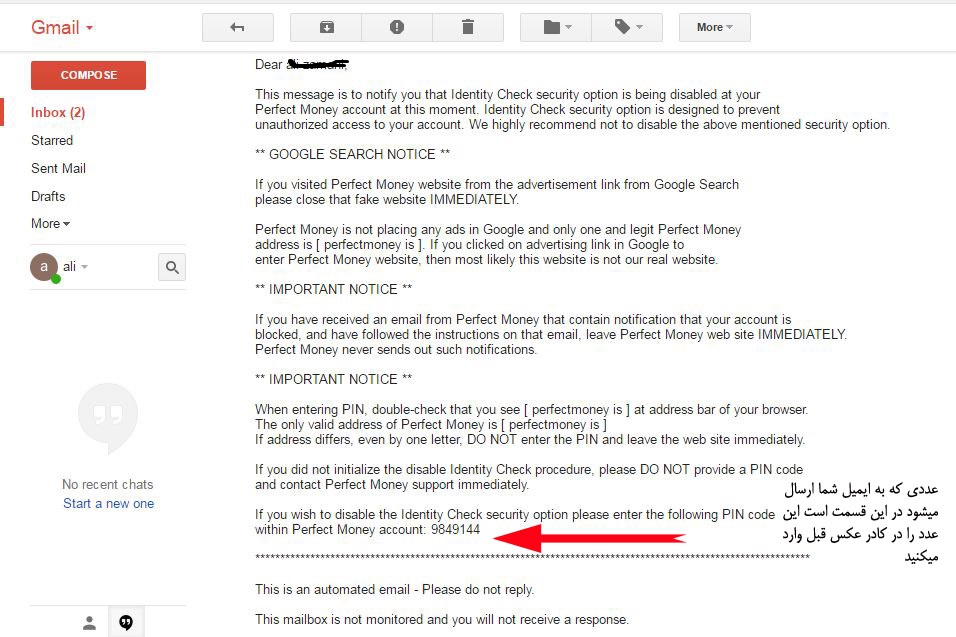 Gmail
More
COMPOSE
Inbox (2)
Starred
Sent Mail
Drafts
More
a ali
No recent chats
Start a new one
Dear
This message is to notify you that Identity Check security option is being disabled at your
Perfect Money account at this moment. Identity Check security option is designed to prevent
unauthorized access to your account. We highly recommend not to disable the above mentioned security option.
** GOOGLE SEARCH NOTICE **
If you visited Perfect Money website from the advertisement link from Google Search
please close that fake website IMMEDIATELY.
Perfect Money is not placing any ads in Google and only one and legit Perfect Money
address is [ perfectmoney is ]. If you clicked on advertising link in Google to
enter Perfect Money website, then most likely this website is not our real website.
** IMPORTANT NOTICE **
If you have received an email from Perfect Money that contain notification that your account is
blocked, and have followed the instructions on that email, leave Perfect Money web site IMMEDIATELY.
Perfect Money never sends out such notifications.
** IMPORTANT NOTICE **
When entering PIN, double-check that you see [ perfectmoney is ] at address bar of your browser.
The only valid address of Perfect Money is [ perfectmoney is ]
If address differs, even by one letter, DO NOT enter the PIN and leave the web site immediately.
If you did not initialize the disable Identity Check procedure, please DO NOT provide a PIN code
and contact Perfect Money support immediately.
If you wish to disable the Identity Check security option please enter the following PIN code
within Perfect Money account: 9849144
عددی که به ایمیل شما ارسال
میشود در این قسمت است این
عدد را در کادر عکس قبل وارد
میکنید
This is an automated email - Please do not reply.
This mailbox is not monitored and you will not receive a response.